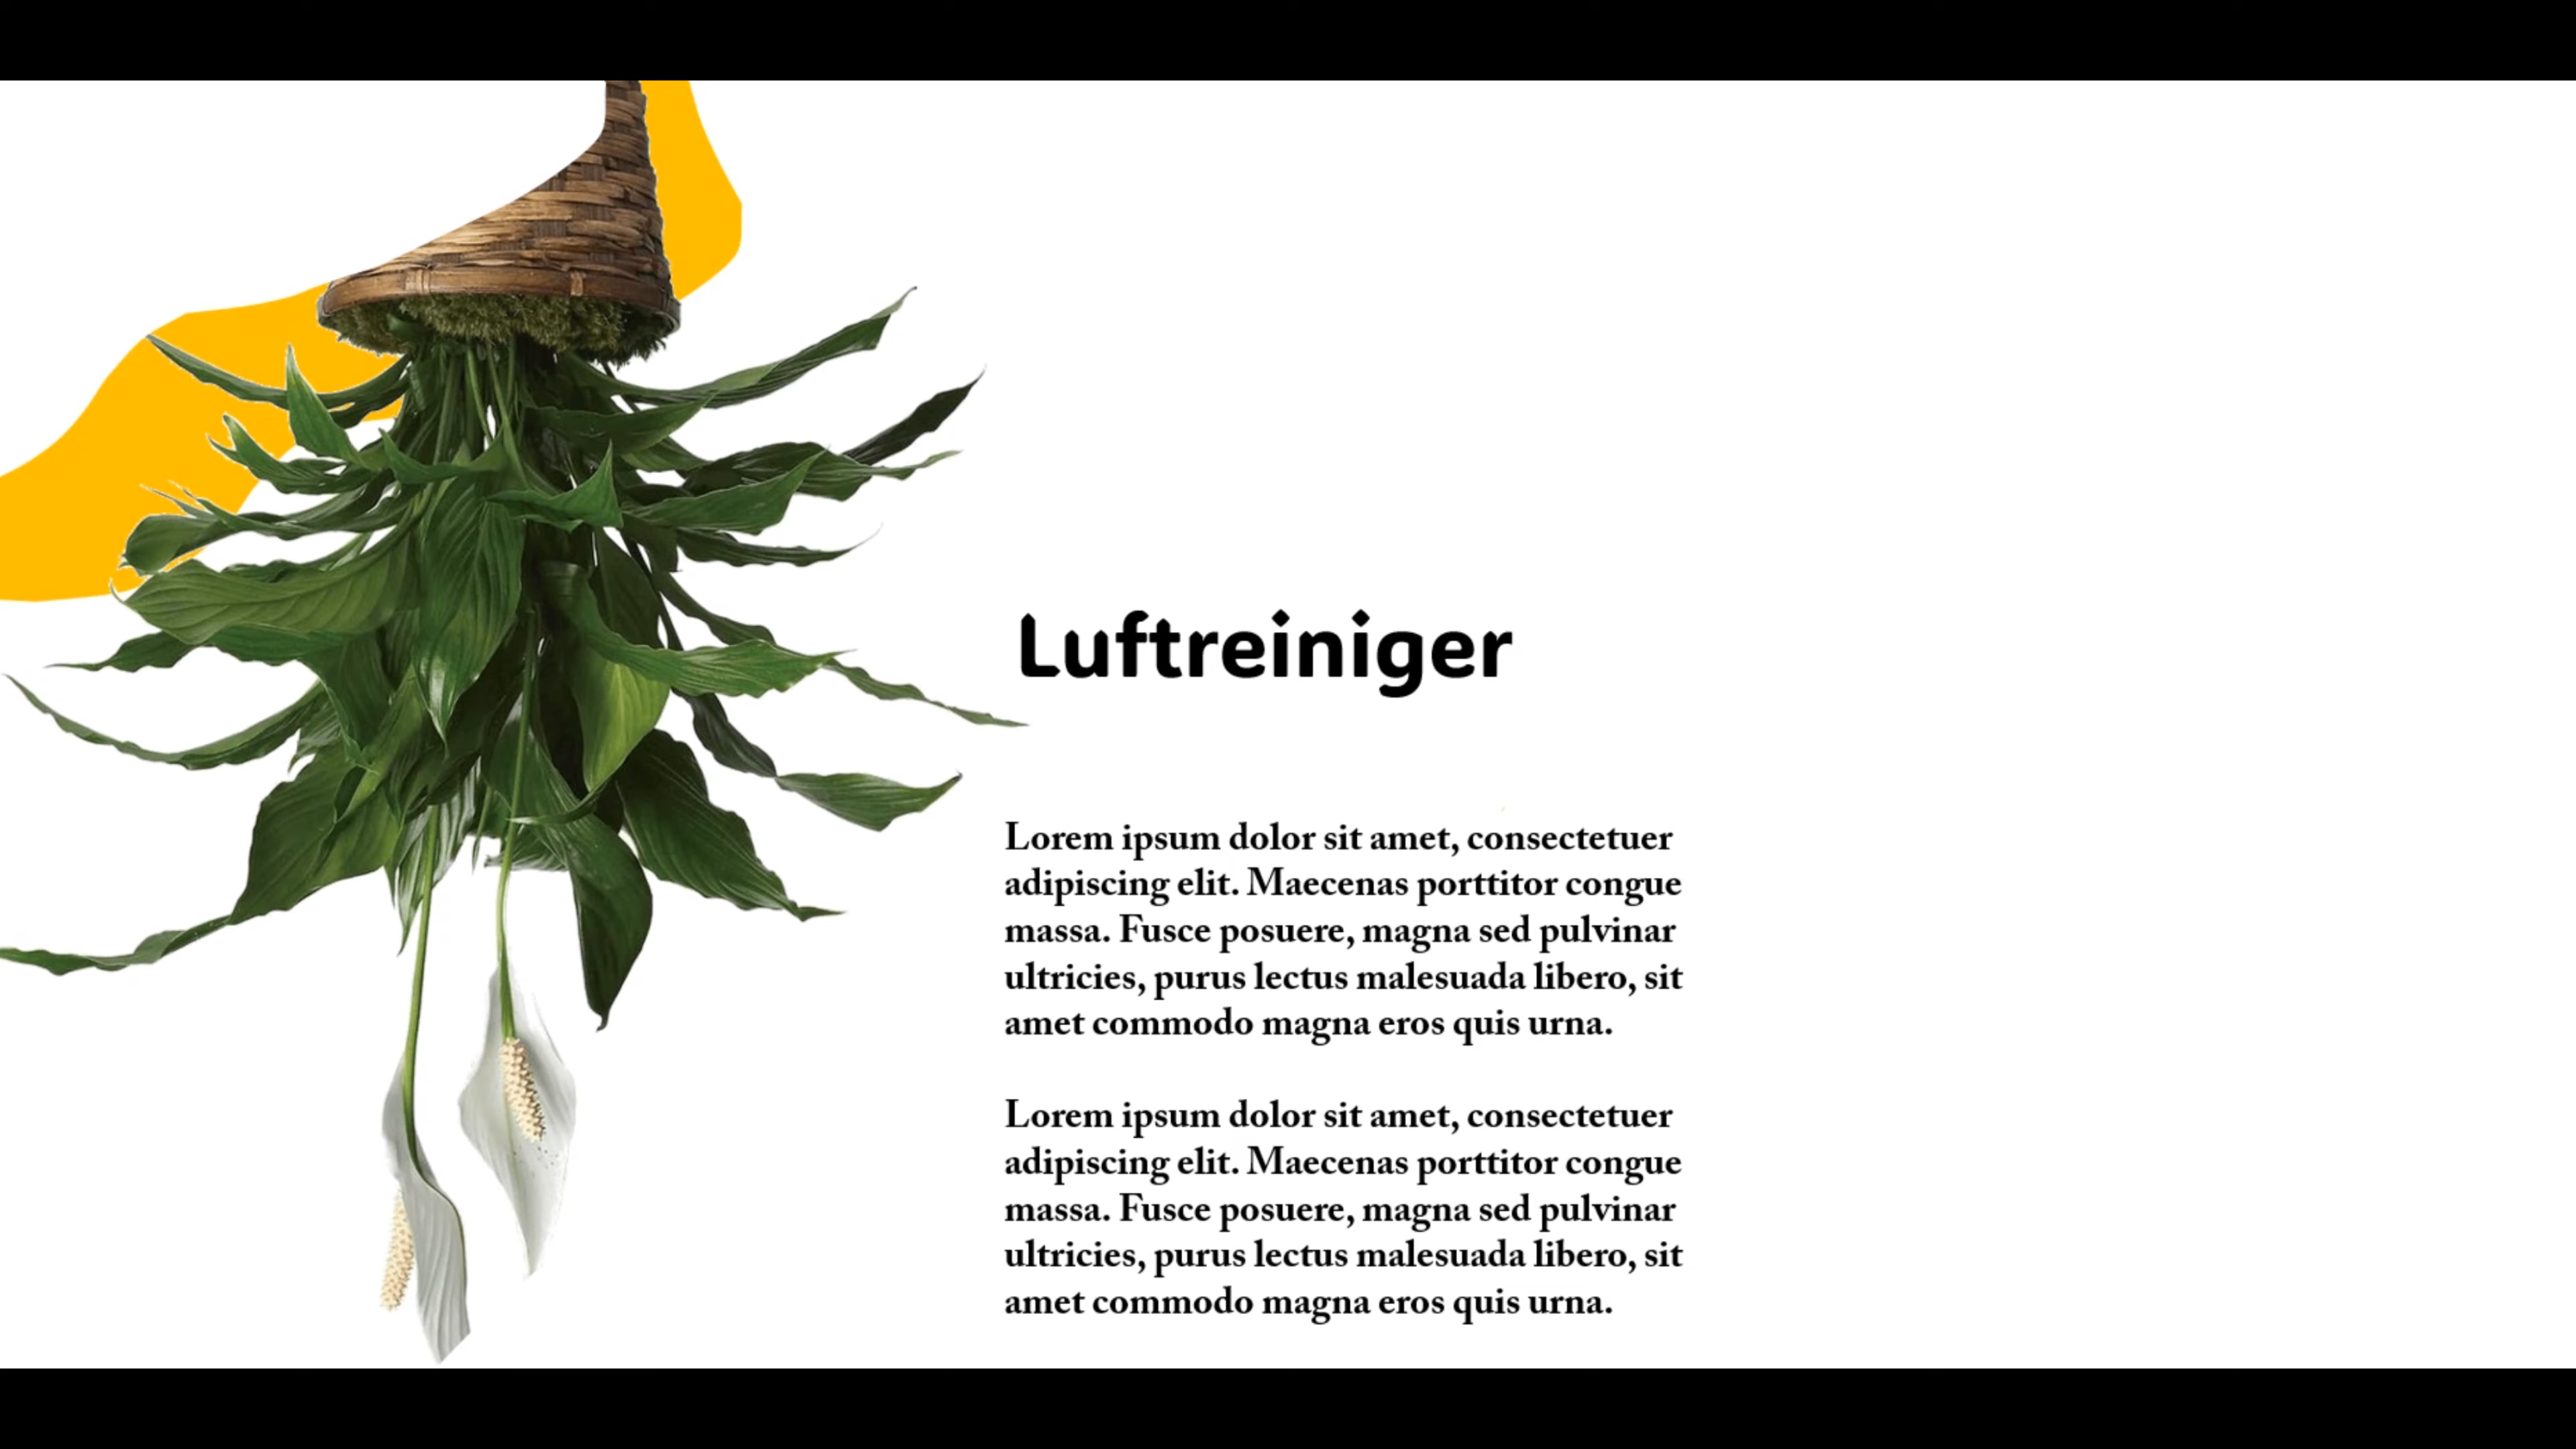 Luftreiniger
Lorem ipsum dolor sit amet, consectetuer
adipiscing elit. Maecenas porttitor congue
massa. Fusce posuere, magna sed pulvinar
ultricies, purus lectus malesuada libero, sit
amet commodo magna eros quis urna.
Lorem ipsum dolor sit amet, consectetuer
adipiscing elit. Maecenas porttitor congue
massa. Fusce posuere, magna sed pulvinar
ultricies, purus lectus malesuada libero, sit
amet commodo magna eros quis urna.